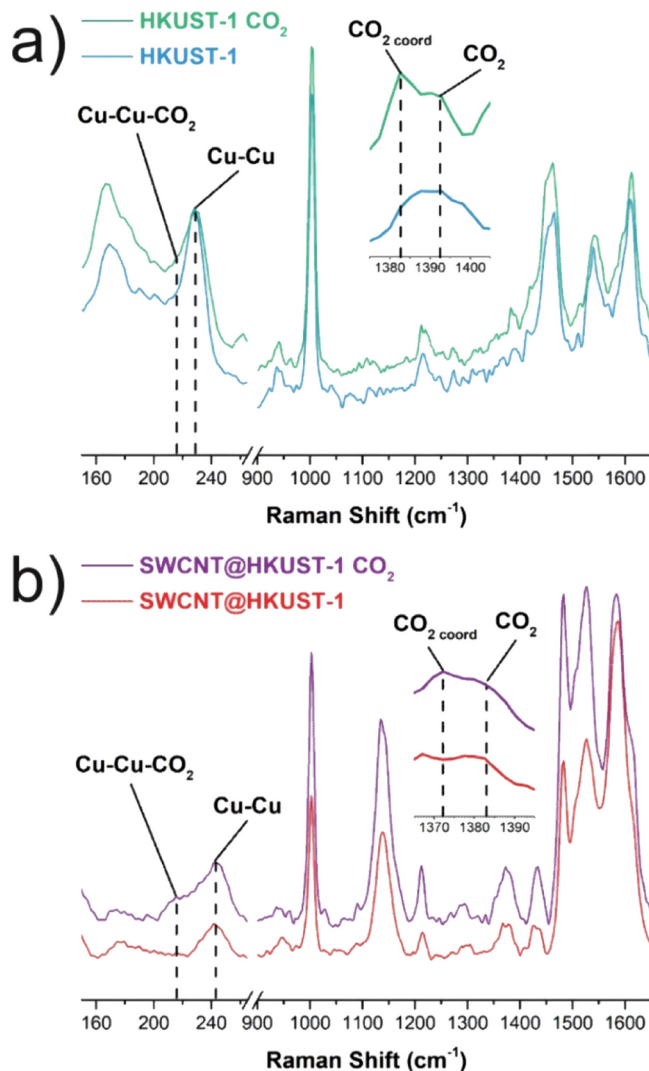 a)
HKUST-1 CO2
HKUST-1
CO2 coord
CO2
Cu-Cu-CO2
Cu-Cu
1380 1390 1400
160 200 240 900 1000 1100 1200 1300 1400 1500 1600
Raman Shift (cm-1)
b)
SWCNT@HKUST-1 CO2
SWCNT@HKUST-1
CO2 coord
CO2
Cu-Cu-CO2
Cu-Cu
1370 1380 1390
160 200 240 900 1000 1100 1200 1300 1400 1500 1600
Raman Shift (cm-1)